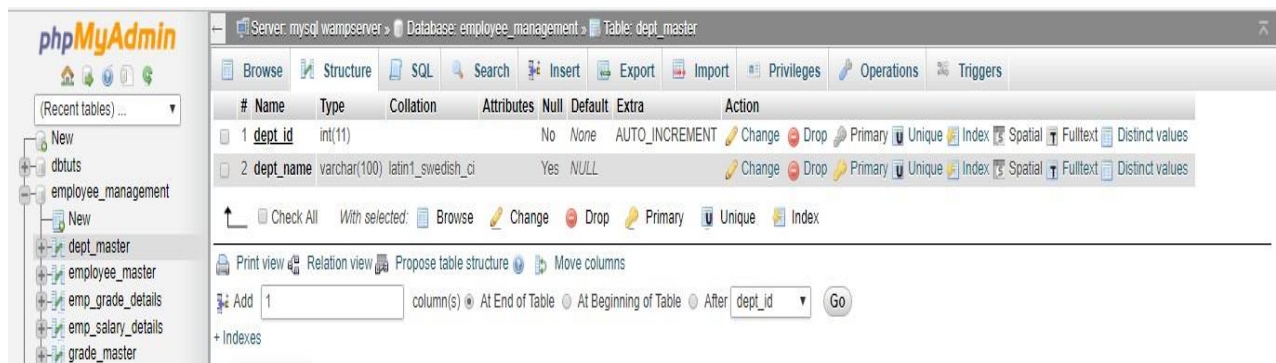 phpMyAdmin
(Recent tables) ...
New
dbtuts
employee_management
New
dept_master
employee_master
emp_grade_details
emp_salary_details
grade_master
Server: mysql wampserver » Database: employee_management » Table: dept_master
Browse Structure SQL Search Insert Export Import Privileges Operations Triggers
# Name Type Collation Attributes Null Default Extra Action
1 dept_id int(11) No None AUTO_INCREMENT Change Drop Primary Unique Index Spatial Fulltext Distinct values
2 dept_name varchar(100) latin1_swedish_ci Yes NULL Change Drop Primary Unique Index Spatial Fulltext Distinct values
Check All With selected: Browse Change Drop Primary Unique Index
Print view Relation view Propose table structure Move columns
Add 1 column(s) At End of Table At Beginning of Table After dept_id Go
+ Indexes